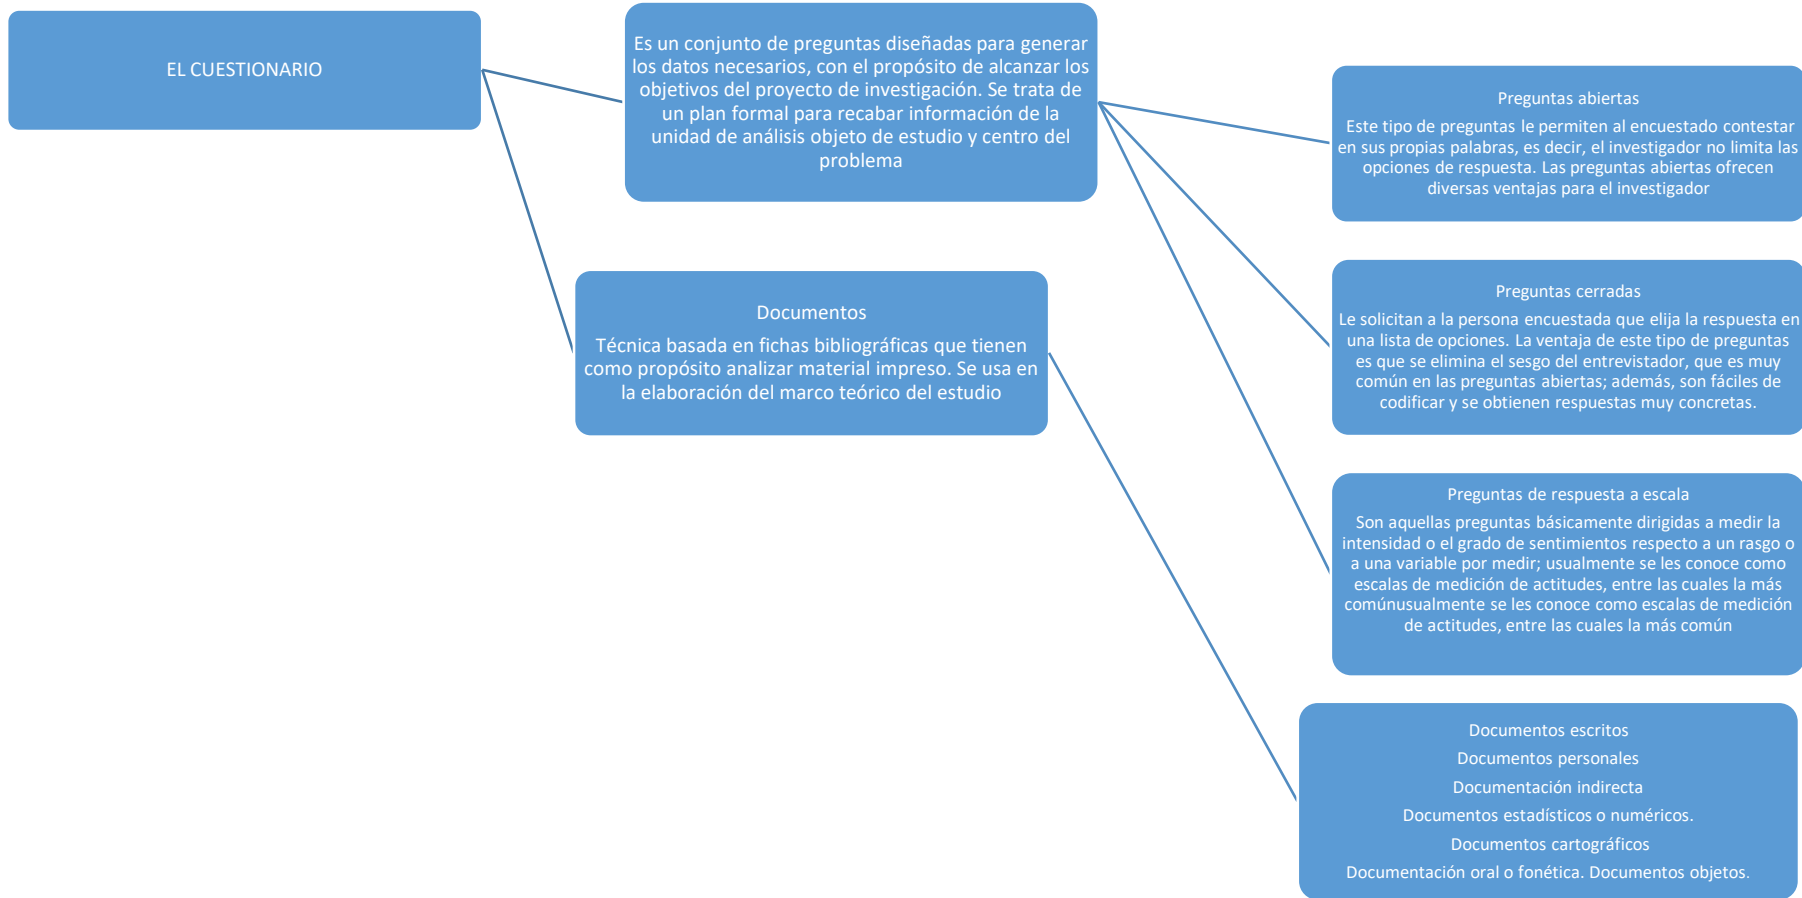 EL CUESTIONARIO
Es un conjunto de preguntas diseñadas para generar
los datos necesarios, con el propósito de alcanzar los
objetivos del proyecto de investigación. Se trata de
un plan formal para recabar información de la
unidad de análisis objeto de estudio y centro del
problema
Documentos
Técnica basada en fichas bibliográficas que tienen
como propósito analizar material impreso. Se usa en
la elaboración del marco teórico del estudio
Preguntas abiertas
Este tipo de preguntas le permiten al encuestado contestar
en sus propias palabras, es decir, el investigador no limita las
opciones de respuesta. Las preguntas abiertas ofrecen
diversas ventajas para el investigador
Preguntas cerradas
Le solicitan a la persona encuestada que elija la respuesta en
una lista de opciones. La ventaja de este tipo de preguntas
es que se elimina el sesgo del entrevistador, que es muy
común en las preguntas abiertas; además, son fáciles de
codificar y se obtienen respuestas muy concretas.
Preguntas de respuesta a escala
Son aquellas preguntas básicamente dirigidas a medir la
intensidad o el grado de sentimientos respecto a un rasgo o
a una variable por medir; usualmente se les conoce como
escalas de medición de actitudes, entre las cuales la más
comúnusualmente se les conoce como escalas de medición
de actitudes, entre las cuales la más común
Documentos escritos
Documentos personales
Documentación indirecta
Documentos estadísticos o numéricos.
Documentos cartográficos
Documentación oral o fonética. Documentos objetos.